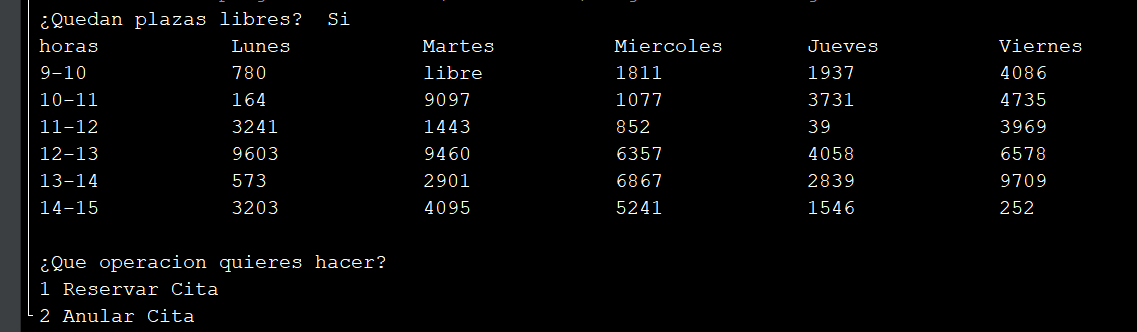 ¿Quedan plazas libres? Si
horas Lunes Martes Miercoles Jueves Viernes
9-10 780 libre 1811 1937 4086
10-11 164 9097 1077 3731 4735
11-12 3241 1443 852 39 3969
12-13 9603 9460 6357 4058 6578
13-14 573 2901 6867 2839 9709
14-15 3203 4095 5241 1546 252
¿Que operacion quieres hacer?
1 Reservar Cita
2 Anular Cita